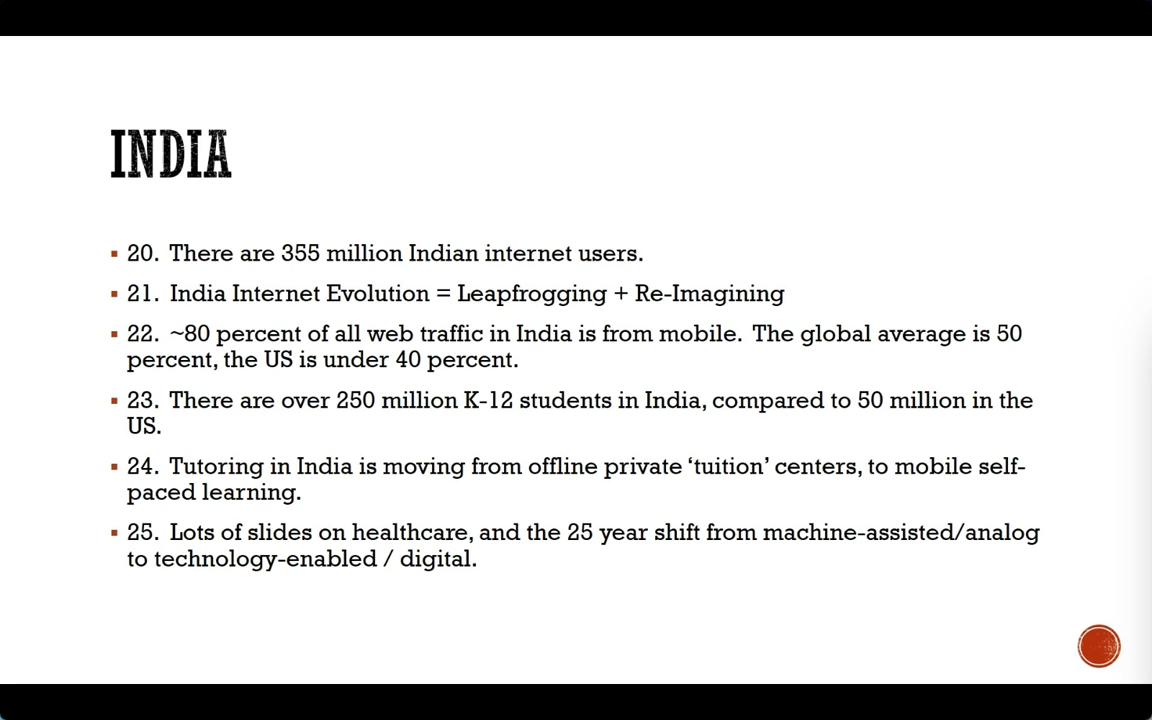 INDIA
▪ 20. There are 355 million Indian internet users.
▪ 21. India Internet Evolution = Leapfrogging + Re-Imagining
▪ 22. ~80 percent of all web traffic in India is from mobile. The global average is 50
percent, the US is under 40 percent.
▪ 23. There are over 250 million K-12 students in India, compared to 50 million in the
US.
▪ 24. Tutoring in India is moving from offline private ‘tuition’ centers, to mobile self-
paced learning.
▪ 25. Lots of slides on healthcare, and the 25 year shift from machine-assisted/analog
to technology-enabled / digital.